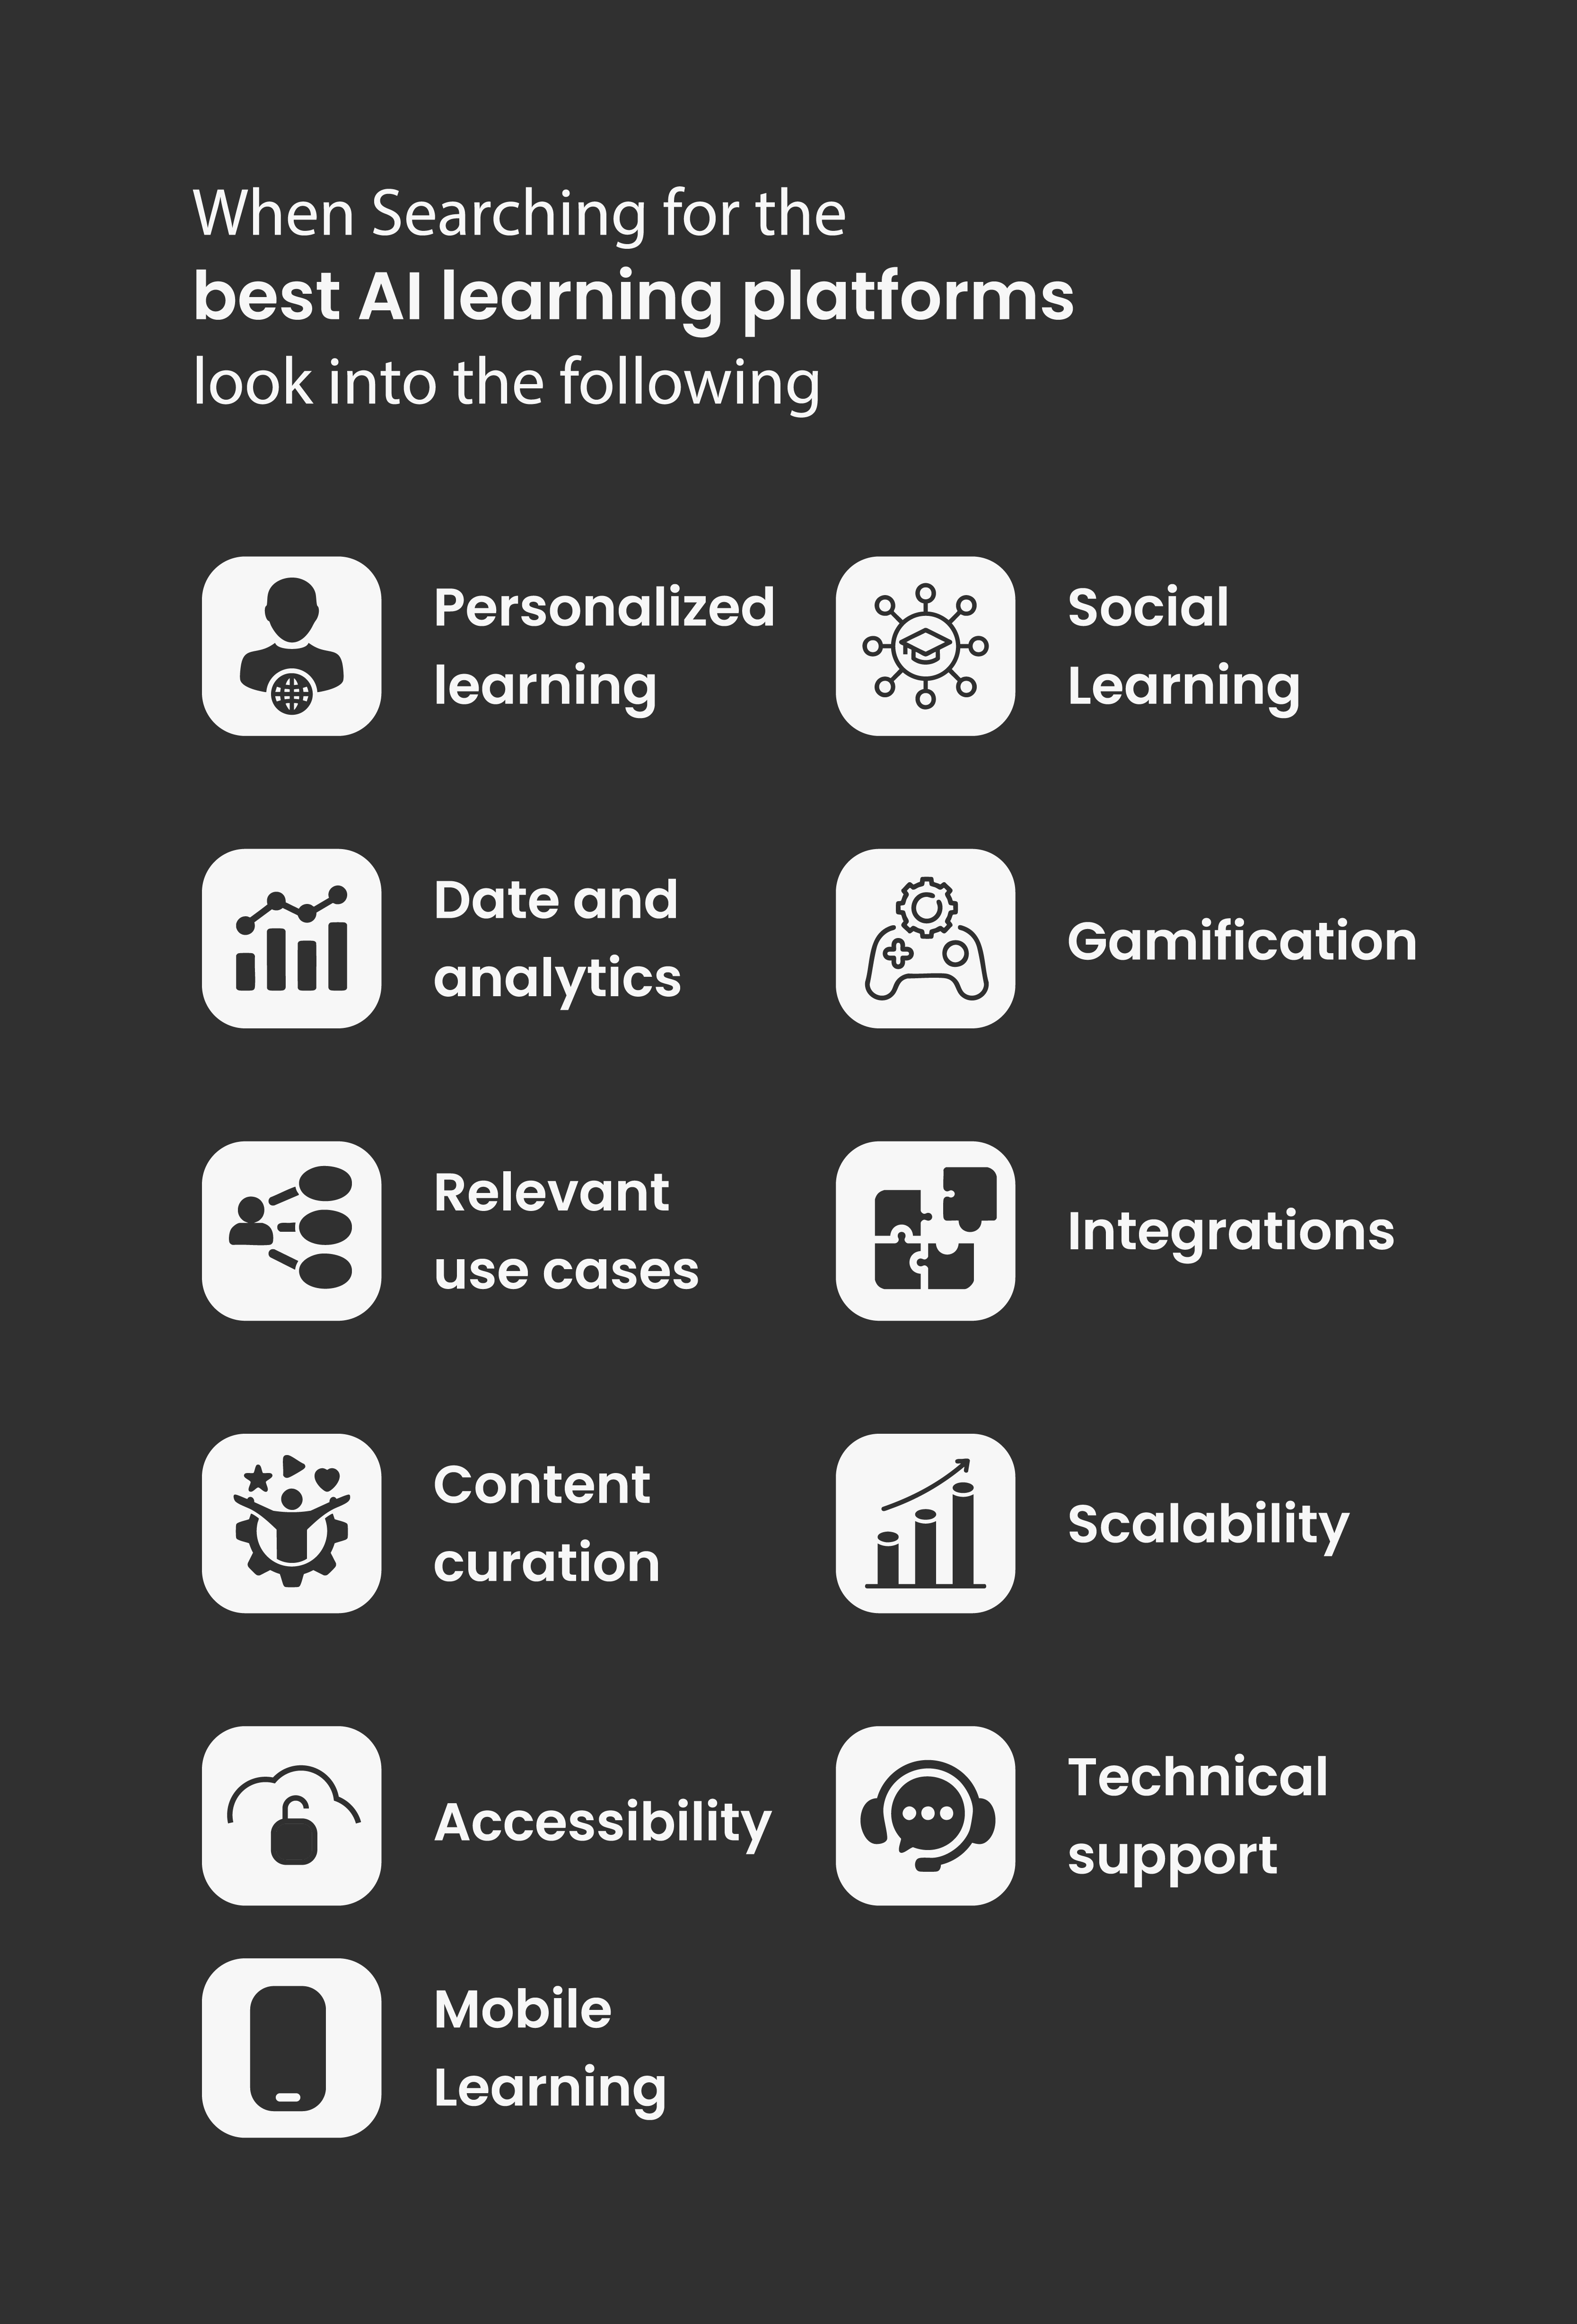 When Searching for the
best AI learning platforms
look into the following
Personalized
learning
Social
Learning
Date and
analytics
Gamification
Relevant
use cases
Integrations
Content
curation
Scalability
Accessibility
Technical
support
Mobile
Learning